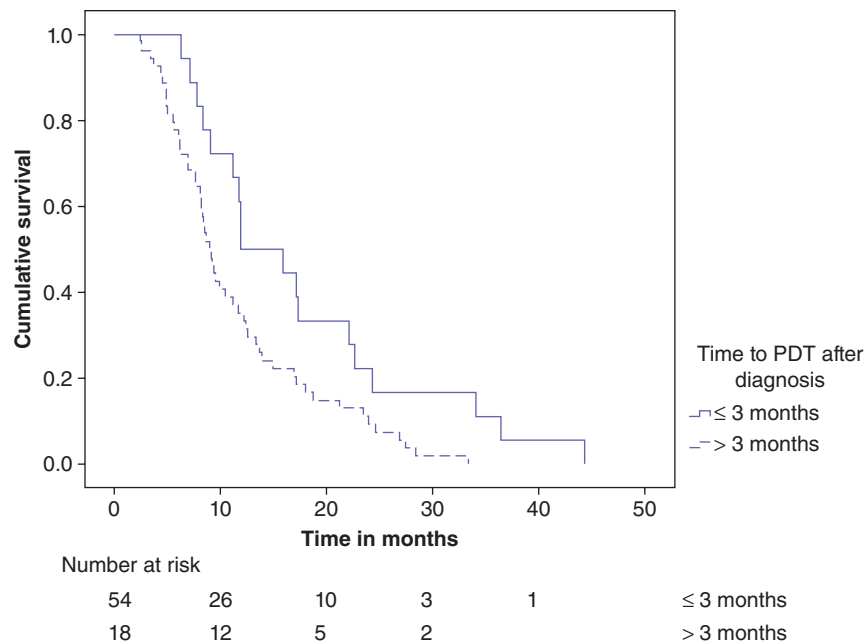 1.0
0.8
0.6
0.4
0.2
0.0
Cumulative survival
0 10 20 30 40 50
Time in months
Time to PDT after
diagnosis
≤ 3 months
> 3 months
Number at risk
54 26 10 3 1 ≤ 3 months
18 12 5 2 > 3 months